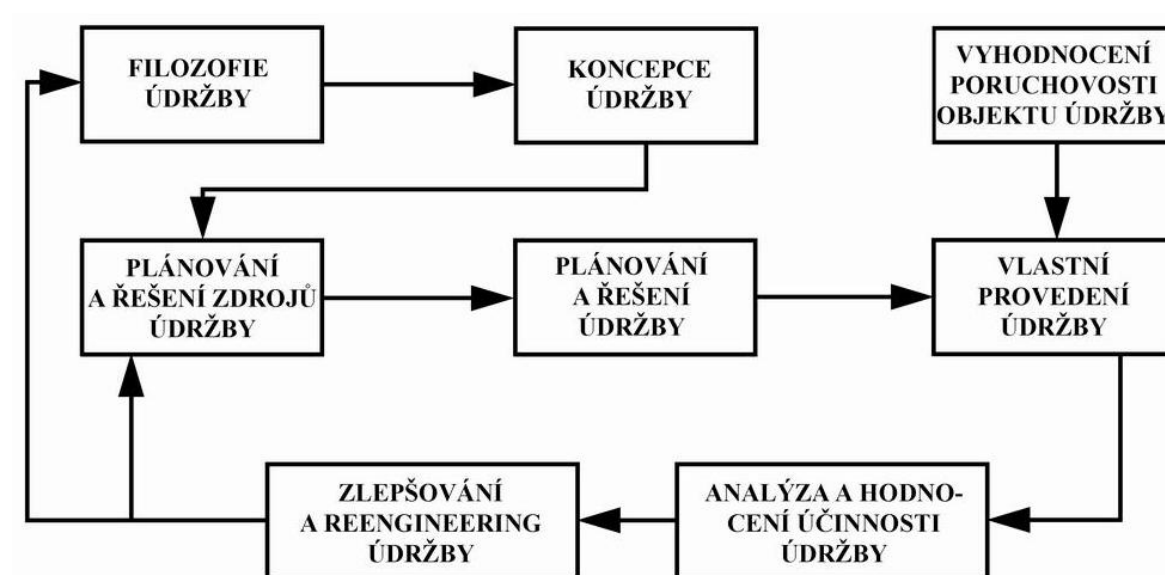 FILOZOFIE
ÚDRŽBY
KONCEPCE
ÚDRŽBY
VYHODNOCENÍ
PORUCHOVOSTI
OBJEKTU ÚDRŽBY
PLÁNOVÁNÍ
A ŘEŠENÍ ZDROJŮ
ÚDRŽBY
PLÁNOVÁNÍ
A ŘEŠENÍ
ÚDRŽBY
VLASTNÍ
PROVEDENÍ
ÚDRŽBY
ZLEPŠOVÁNÍ
A REENGINEERING
ÚDRŽBY
ANALÝZA A HODNO-
CENÍ ÚČINNOSTI
ÚDRŽBY